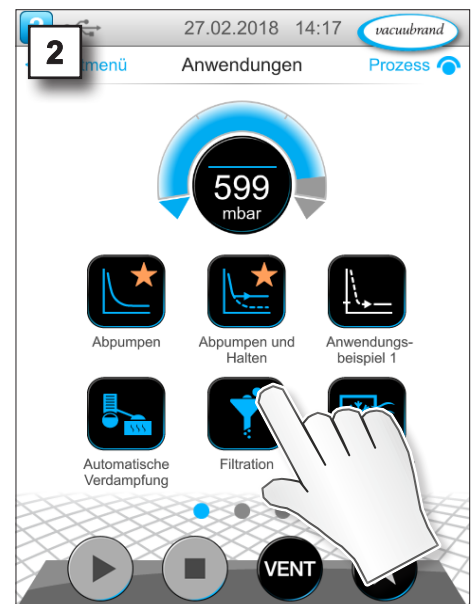 27.02.2018 14:17 vacuubrand
2
menü Anwendungen Prozess
599
mbar
Abpumpen
Abpumpen und
Halten
Anwendungs-
beispiel 1
Automatische
Verdampfung
Filtration
VENT